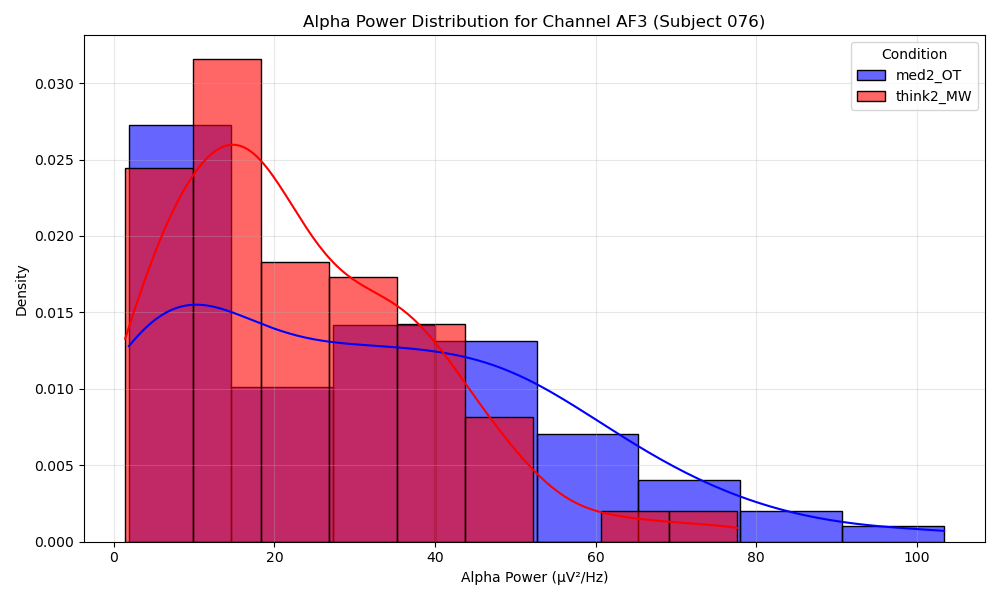 Alpha Power Distribution for Channel AF3 (Subject 076)
Condition
med2_OT
think2_MW
Density
0.030
0.025
0.020
0.015
0.010
0.005
0.000
0 20 40 60 80 100
Alpha Power (µV²/Hz)